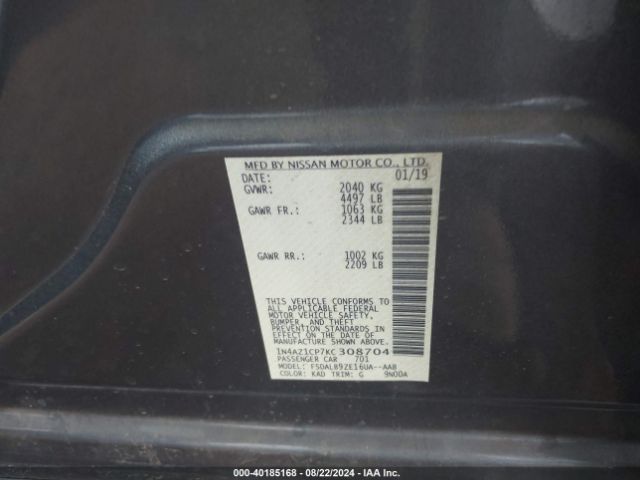 MFD BY NISSAN MOTOR CO., LTD.
DATE: 01/19
GVWR: 2040 KG
4497 LB
GAWR FR.: 1063 KG
2344 LB
GAWR RR.: 1002 KG
2209 LB
THIS VEHICLE CONFORMS TO
ALL APPLICABLE FEDERAL
MOTOR VEHICLE SAFETY,
BUMPER, AND THEFT
PREVENTION STANDARDS IN
EFFECT ON THE DATE OF
MANUFACTURE SHOWN ABOVE.
1N4AZ1CP7KC308704
PASSENGER CAR 701
MODEL: FSDALB9ZE16UA--AAB
COLOR: KAD TRIM: G 9N00A
000-40185168 - 08/22/2024 - IAA Inc.